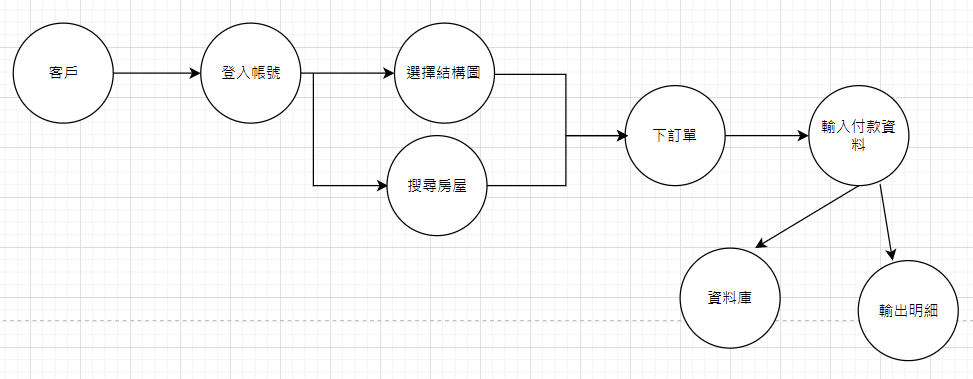 客戶
登入帳號
選擇結構圖
搜尋房屋
下訂單
輸入付款資
料
資料庫
輸出明細